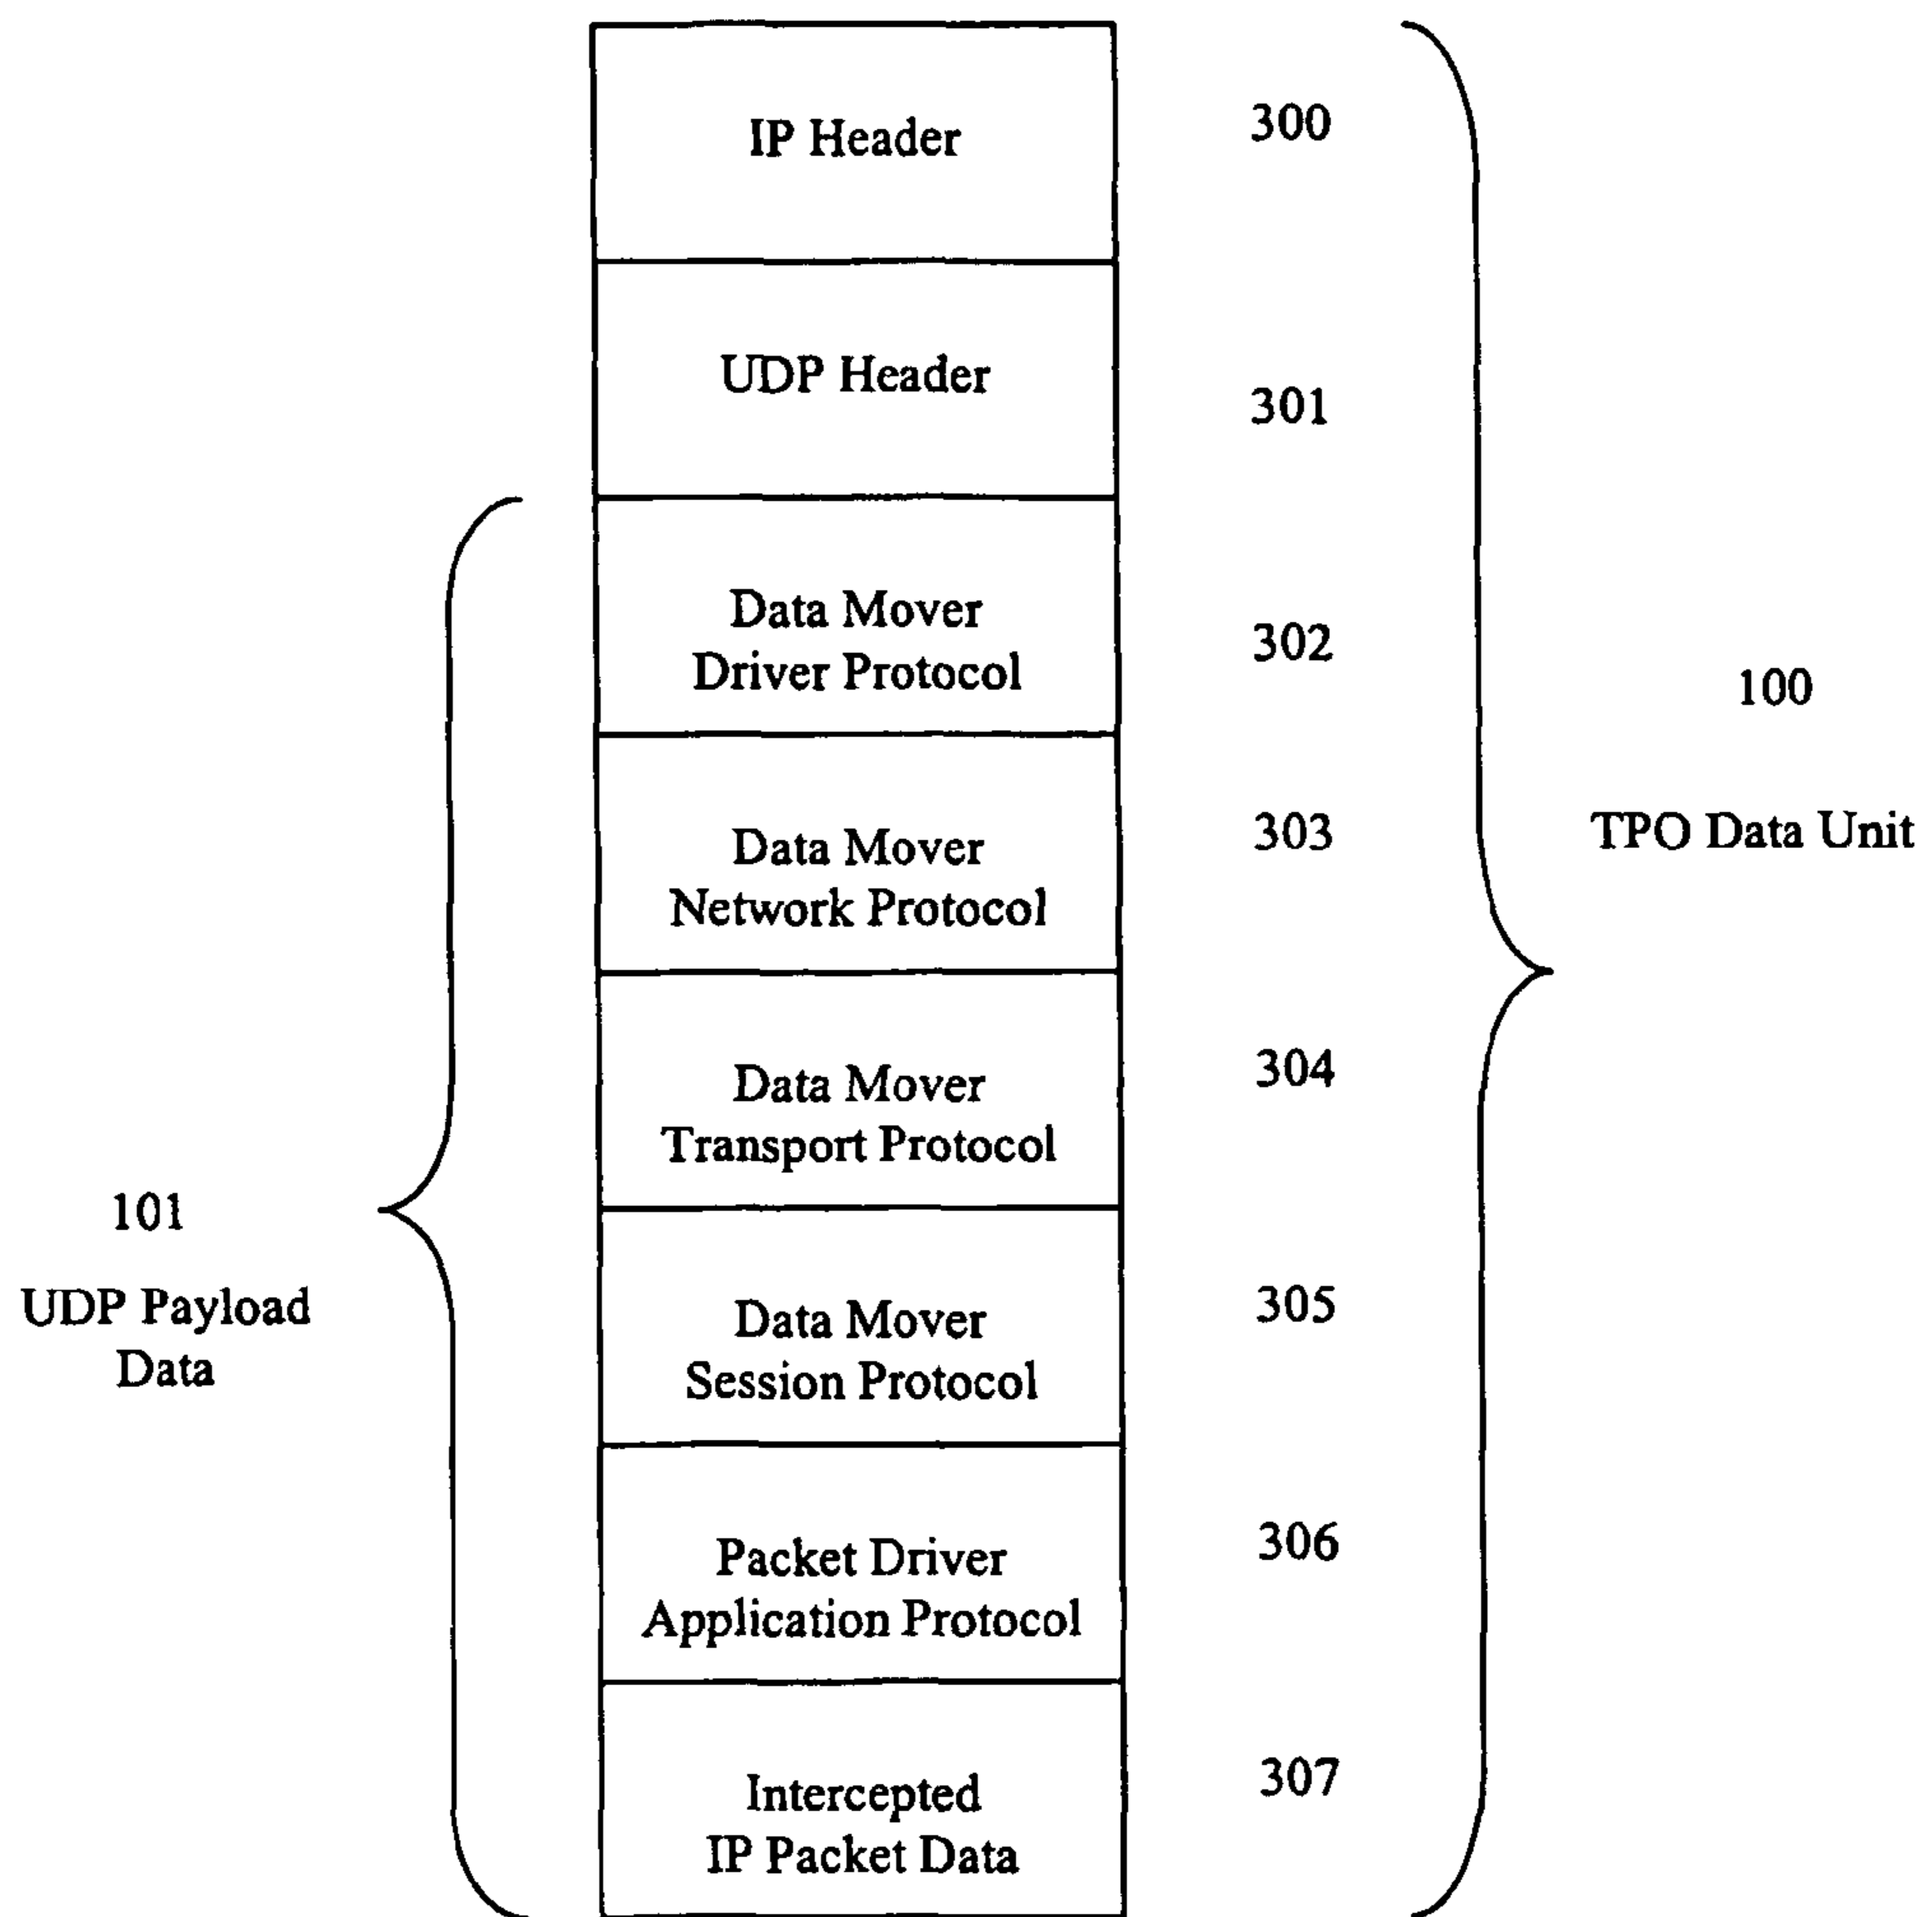 IP Header
300
UDP Header
301
Data Mover
Driver Protocol
302
100
Data Mover
Network Protocol
303
TPO Data Unit
Data Mover
Transport Protocol
304
101
UDP Payload
Data
Data Mover
Session Protocol
305
Packet Driver
Application Protocol
306
Intercepted
IP Packet Data
307